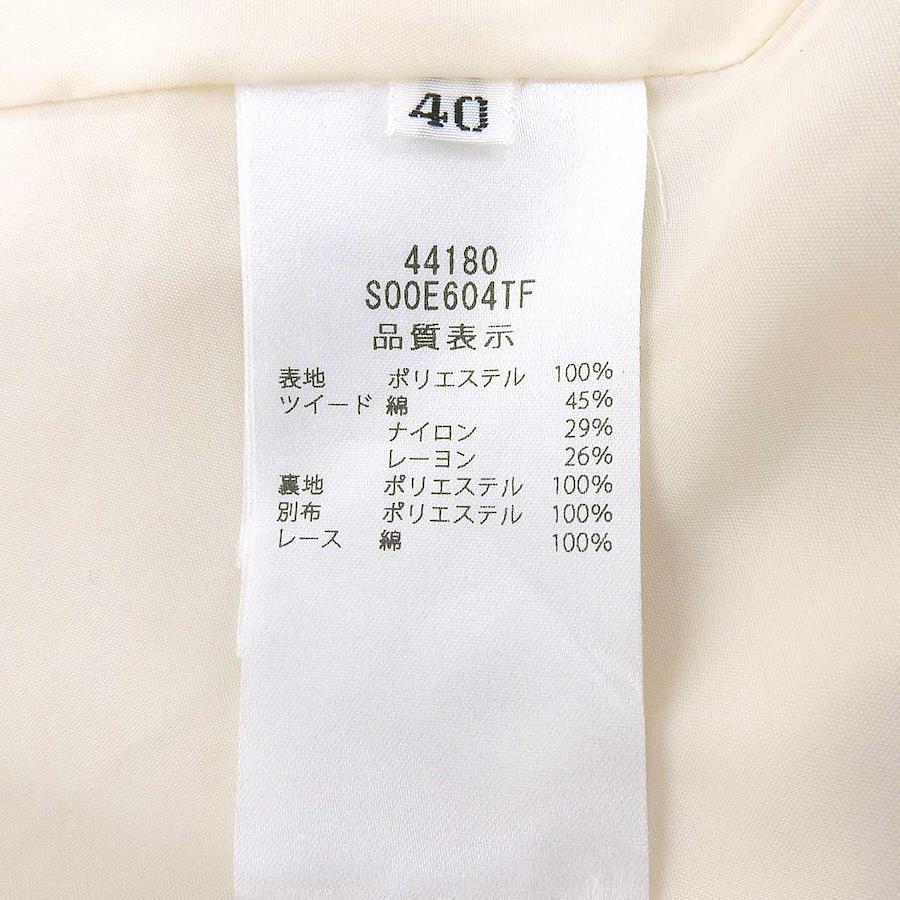 40
44180
S00E604TF
品質表示
表地 ポリエステル 100%
ツイード 綿 45%
ナイロン 29%
レーヨン 26%
裏地 ポリエステル 100%
別布 ポリエステル 100%
レース 綿 100%